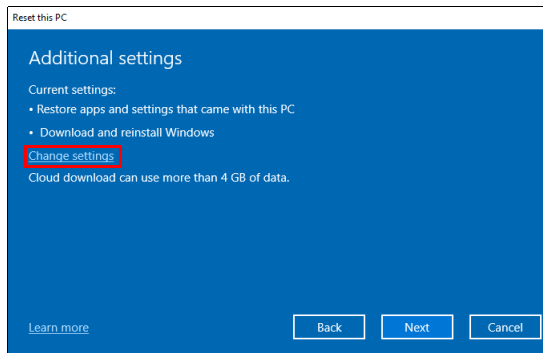 Reset this PC
Additional settings
Current settings:
• Restore apps and settings that came with this PC
• Download and reinstall Windows
Change settings
Cloud download can use more than 4 GB of data.
Learn more
Back
Next
Cancel